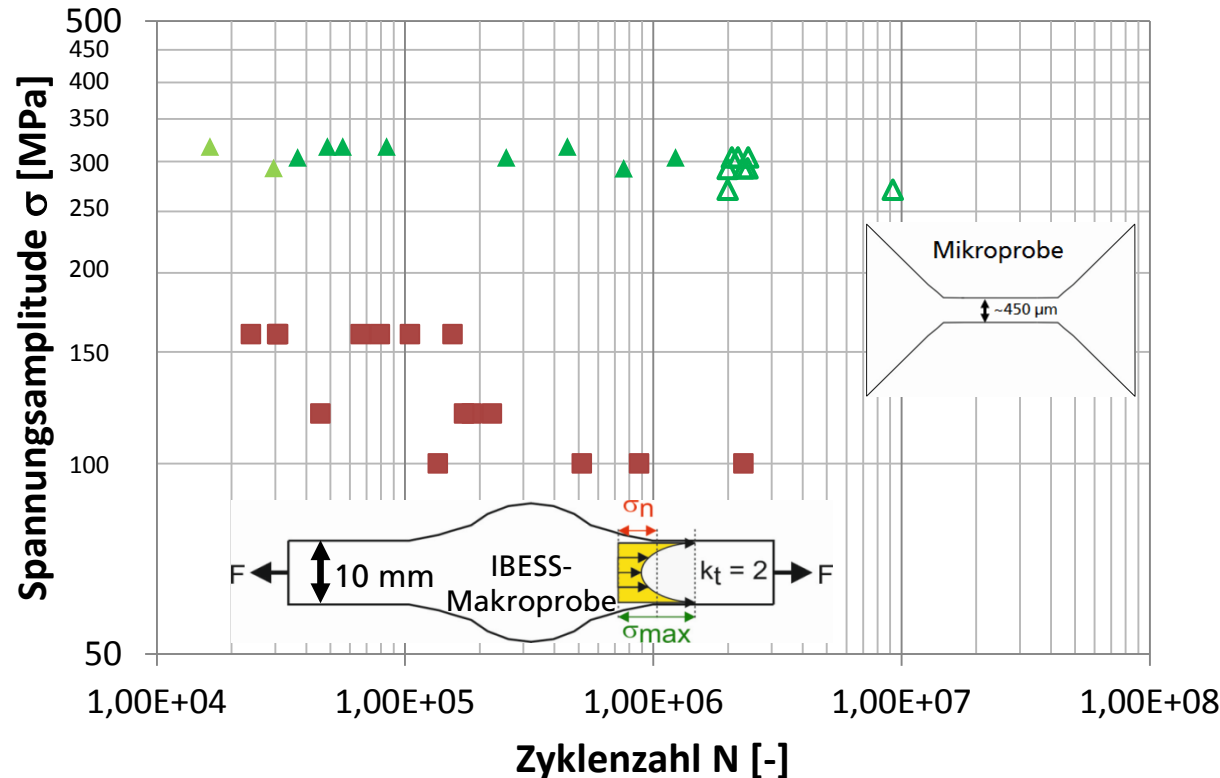 Spannungsamplitude σ [MPa]
500
450
400
350
300
250
200
150
100
50
Mikroprobe
~450 µm
σn
F
10 mm
IBESS-
Makroprobe
kt = 2
F
σmax
1,00E+04
1,00E+05
1,00E+06
1,00E+07
1,00E+08
Zyklenzahl N [-]